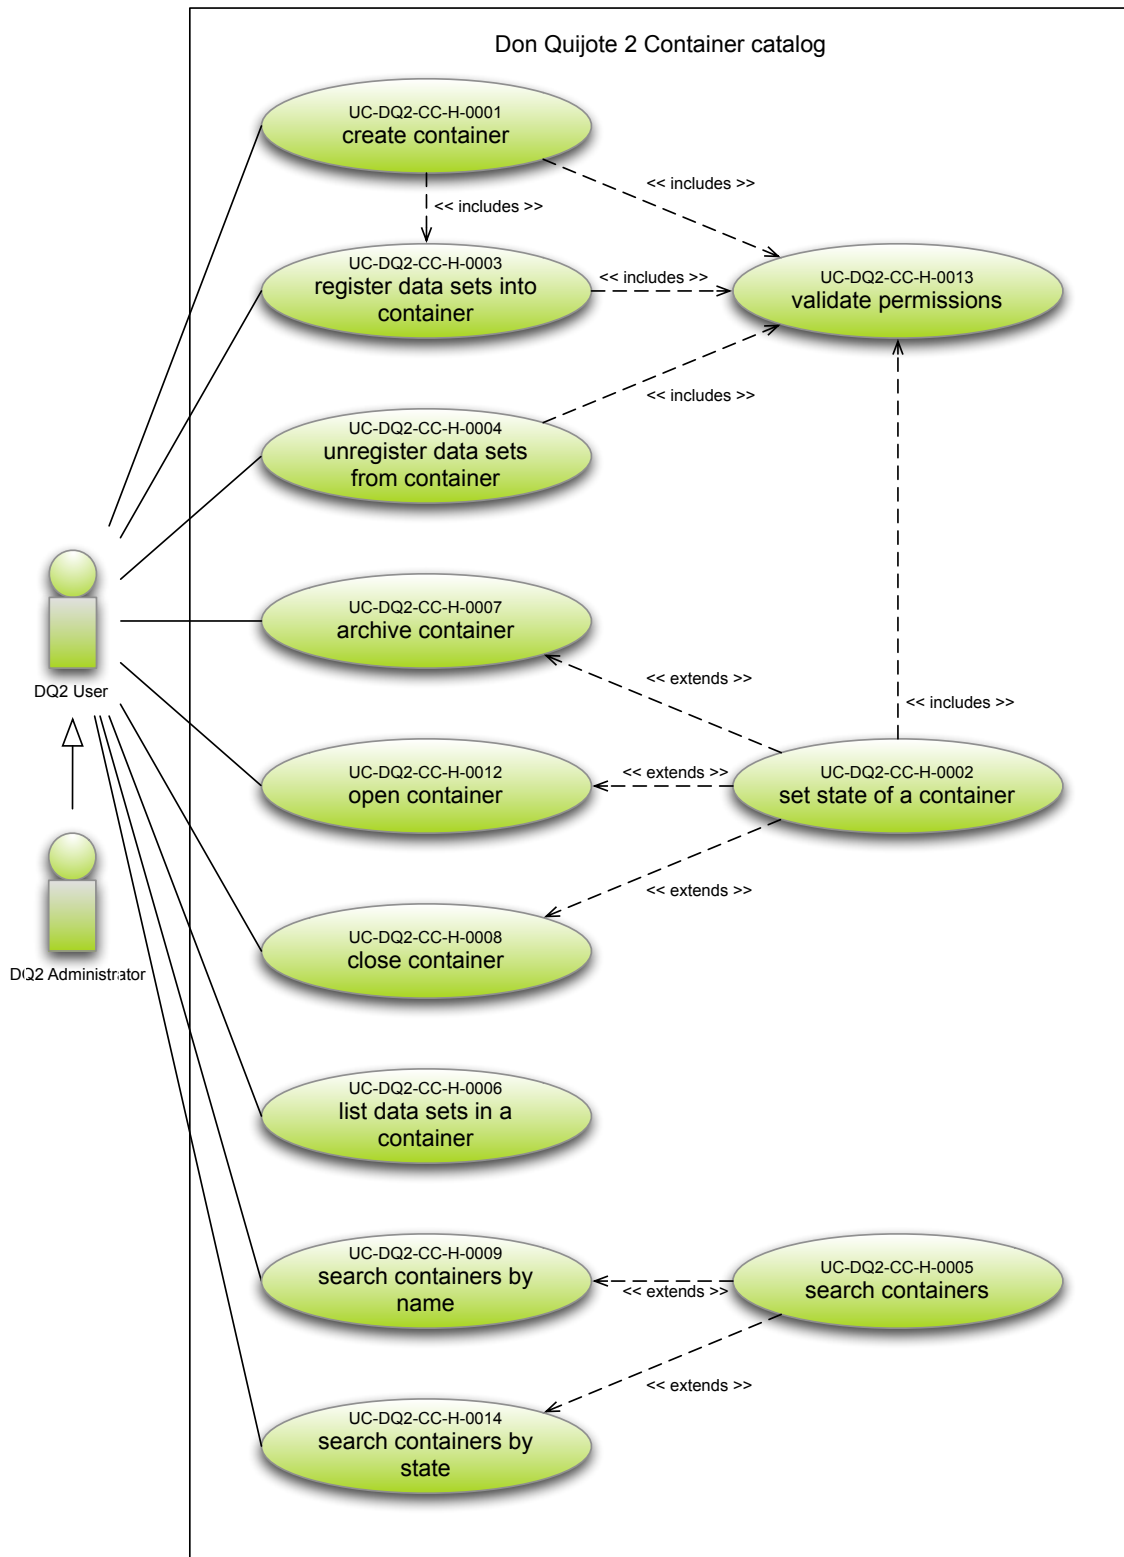 Don Quijote 2 Container catalog
UC-DQ2-CC-H-0001
create container
<< includes >>
<< includes >>
UC-DQ2-CC-H-0003
register data sets into
container
<< includes >>
UC-DQ2-CC-H-0013
validate permissions
<< includes >>
UC-DQ2-CC-H-0004
unregister data sets
from container
UC-DQ2-CC-H-0007
archive container
DQ2 User
<< extends >>
<< includes >>
UC-DQ2-CC-H-0012
open container
<< extends >>
UC-DQ2-CC-H-0002
set state of a container
<< extends >>
UC-DQ2-CC-H-0008
close container
DQ2 Administrator
UC-DQ2-CC-H-0006
list data sets in a
container
UC-DQ2-CC-H-0009
search containers by
name
<< extends >>
UC-DQ2-CC-H-0005
search containers
<< extends >>
UC-DQ2-CC-H-0014
search containers by
state